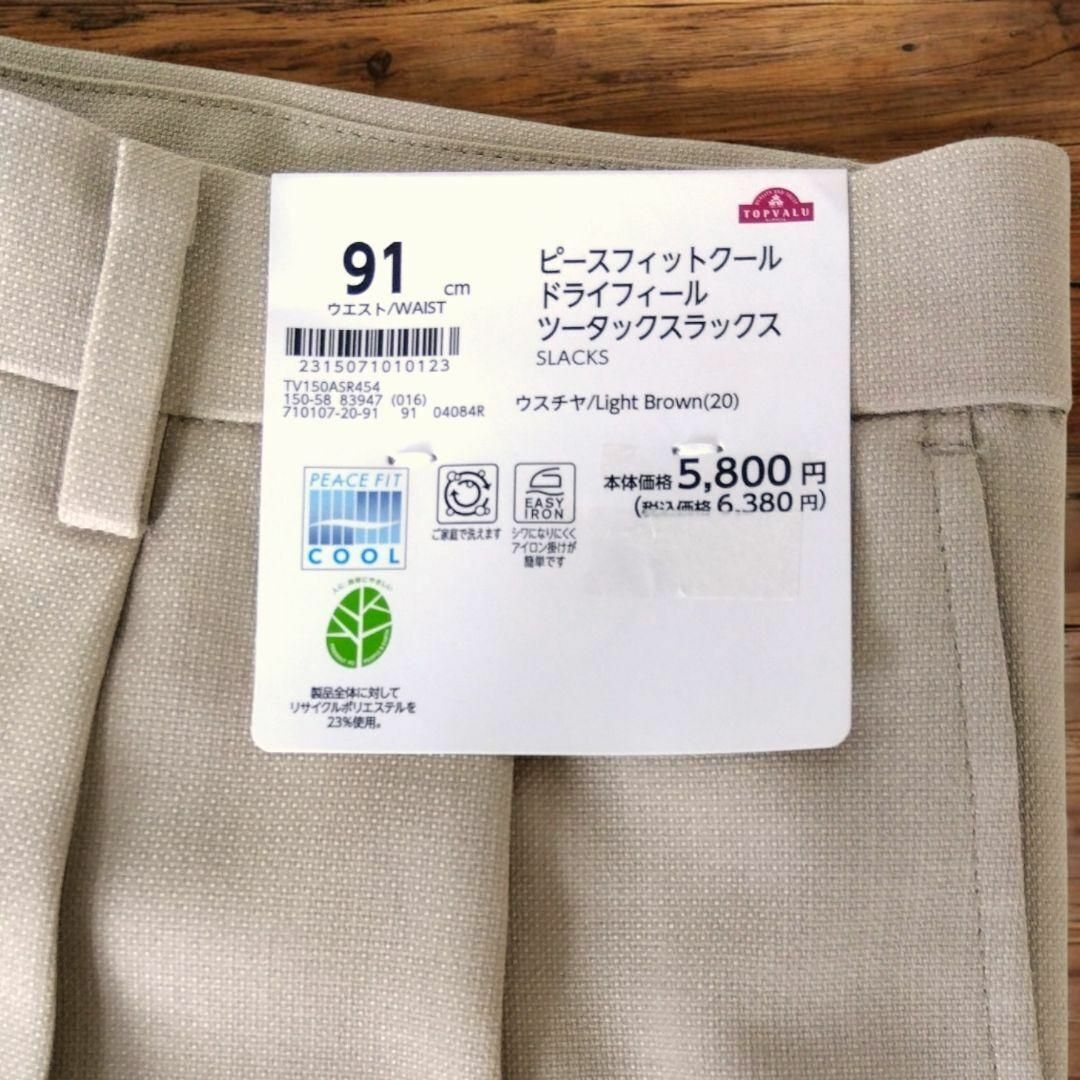 TOPVALU
91 cm
ウエスト/WAIST
2315071010123
TV150ASR454
150-58 83947 (016)
710107-20-91 91 04084R
ピースフィットクール
ドライフィール
ツータックスラックス
SLACKS
ウスチヤ/Light Brown(20)
本体価格 5,800 円
(税込価格 6,380 円)
PEACE FIT
COOL
ご家庭で洗えます
EASY
IRON
シワになりにくく
アイロン掛けが
簡単です
製品全体に対して
リサイクルポリエステルを
23%使用。